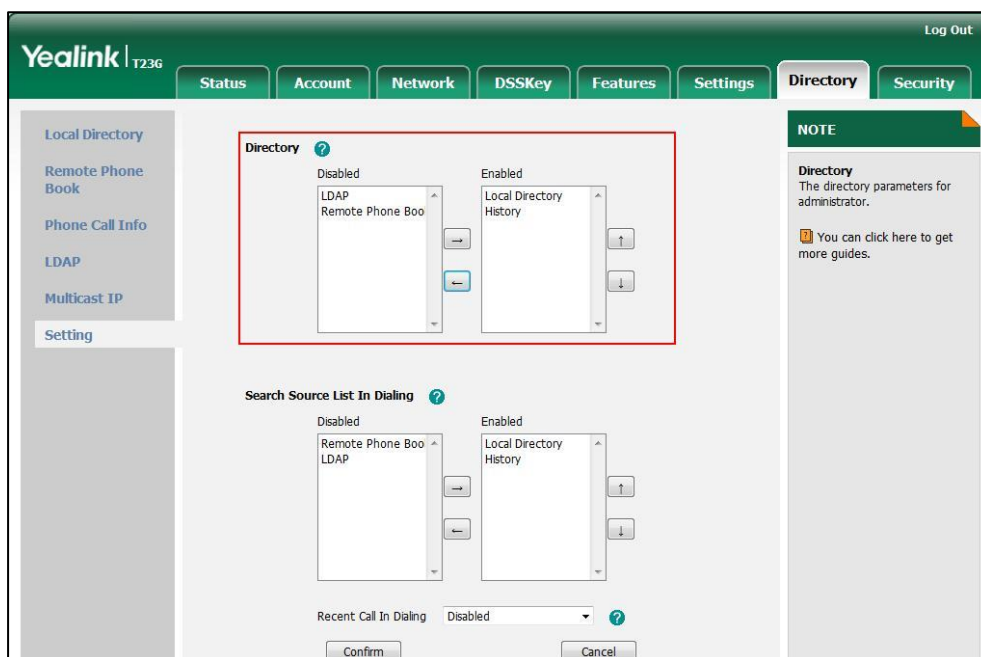 Log Out
Yealink T23G
Status Account Network DSSKey Features Settings Directory Security
Local Directory
Remote Phone
Book
Phone Call Info
LDAP
Multicast IP
Setting
Directory ?
Disabled Enabled
LDAP
Remote Phone Boo
Local Directory
History
→
←
↑
↓
Search Source List In Dialing ?
Disabled Enabled
Remote Phone Boo
LDAP
Local Directory
History
→
←
↑
↓
Recent Call In Dialing Disabled ?
Confirm Cancel
NOTE
Directory
The directory parameters for
administrator.
? You can click here to get
more guides.